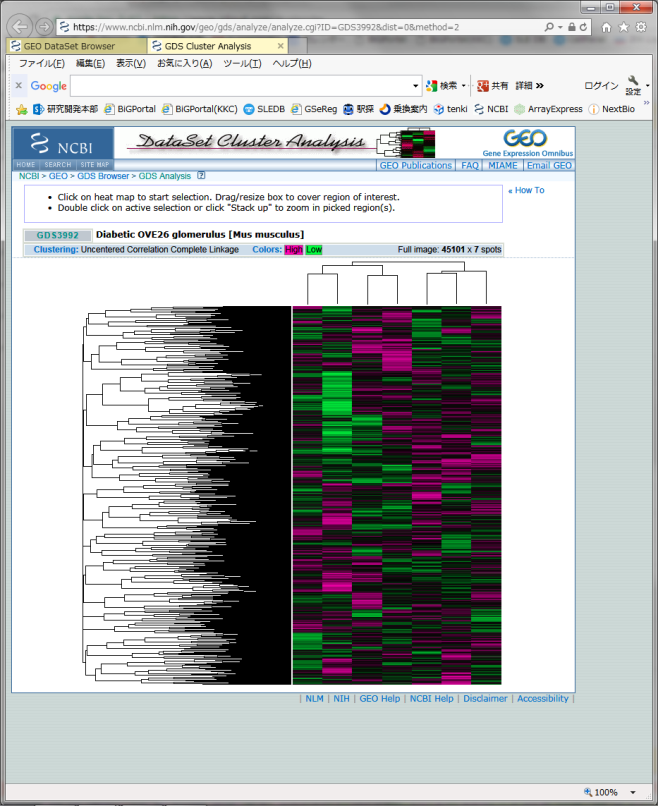 https://www.ncbi.nlm.nih.gov/geo/gds/analyze/analyze.cgi?ID=GDS3992&dist=0&method=2
GEO DataSet Browser
GDS Cluster Analysis
ファイル(F) 編集(E) 表示(V) お気に入り(A) ツール(T) ヘルプ(H)
x Google 検索 共有 詳細 » ログイン 設定
研究開発本部 BiGPortal BiGPortal(KKC) SLEDB GSeReg 駅探 乗換案内 tenki NCBI ArrayExpress NextBio »
NCBI DataSet Cluster Analysis GEO
Gene Expression Omnibus
HOME | SEARCH | SITE MAP GEO Publications FAQ MIAME Email GEO
NCBI > GEO > GDS Browser > GDS Analysis ?
• Click on heat map to start selection. Drag/resize box to cover region of interest.
• Double click on active selection or click "Stack up" to zoom in picked region(s).
« How To
GDS3992 Diabetic OVE26 glomerulus [Mus musculus]
Clustering: Uncentered Correlation Complete Linkage Colors: High Low Full image: 45101 x 7 spots
| NLM | NIH | GEO Help | NCBI Help | Disclaimer | Accessibility |
100%